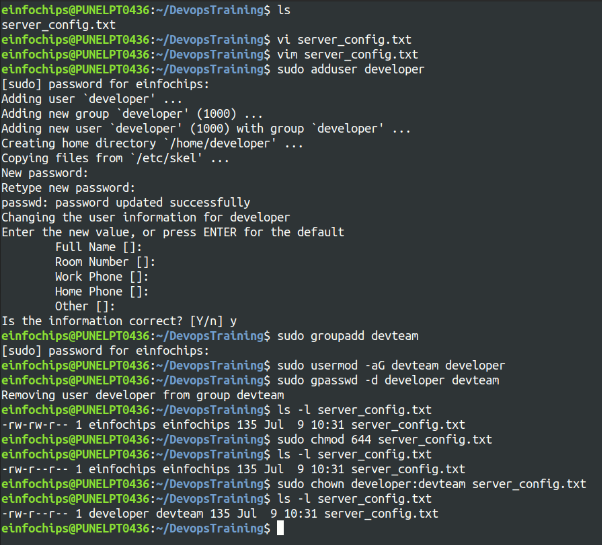 einfochips@PUNELPT0436:~/DevopsTraining$ ls
server_config.txt
einfochips@PUNELPT0436:~/DevopsTraining$ vi server_config.txt
einfochips@PUNELPT0436:~/DevopsTraining$ vim server_config.txt
einfochips@PUNELPT0436:~/DevopsTraining$ sudo adduser developer
[sudo] password for einfochips:
Adding user `developer' ...
Adding new group `developer' (1000) ...
Adding new user `developer' (1000) with group `developer' ...
Creating home directory `/home/developer' ...
Copying files from `/etc/skel' ...
New password:
Retype new password:
passwd: password updated successfully
Changing the user information for developer
Enter the new value, or press ENTER for the default
        Full Name []:
        Room Number []:
        Work Phone []:
        Home Phone []:
        Other []:
Is the information correct? [Y/n] y
einfochips@PUNELPT0436:~/DevopsTraining$ sudo groupadd devteam
[sudo] password for einfochips:
einfochips@PUNELPT0436:~/DevopsTraining$ sudo usermod -aG devteam developer
einfochips@PUNELPT0436:~/DevopsTraining$ sudo gpasswd -d developer devteam
Removing user developer from group devteam
einfochips@PUNELPT0436:~/DevopsTraining$ ls -l server_config.txt
-rw-rw-r-- 1 einfochips einfochips 135 Jul  9 10:31 server_config.txt
einfochips@PUNELPT0436:~/DevopsTraining$ sudo chmod 644 server_config.txt
einfochips@PUNELPT0436:~/DevopsTraining$ ls -l server_config.txt
-rw-r--r-- 1 einfochips einfochips 135 Jul  9 10:31 server_config.txt
einfochips@PUNELPT0436:~/DevopsTraining$ sudo chown developer:devteam server_config.txt
einfochips@PUNELPT0436:~/DevopsTraining$ ls -l server_config.txt
-rw-r--r-- 1 developer devteam 135 Jul  9 10:31 server_config.txt
einfochips@PUNELPT0436:~/DevopsTraining$